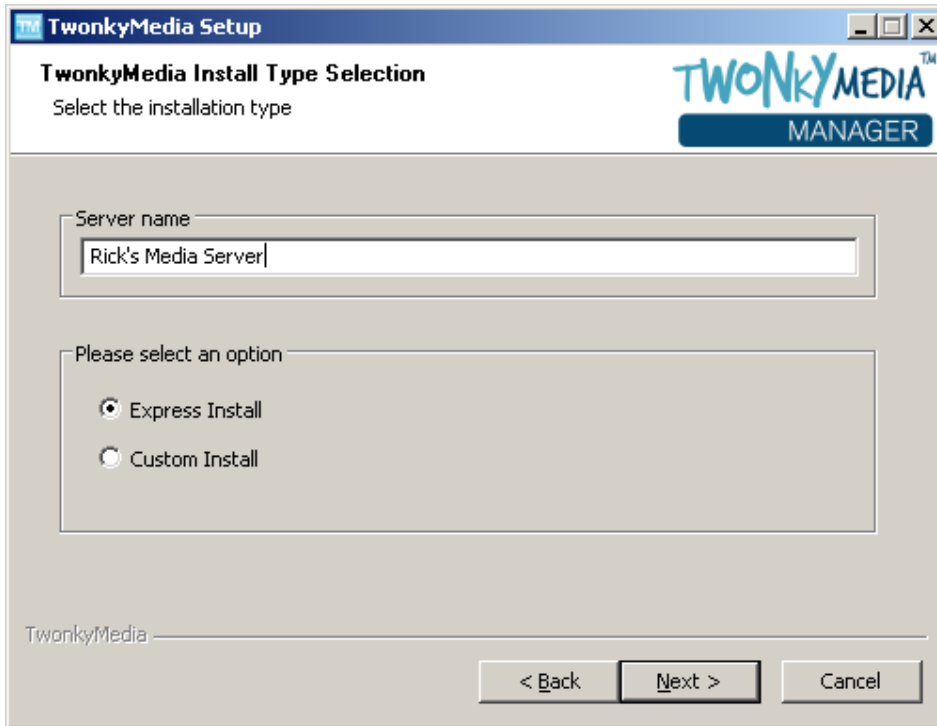 TM TwonkyMedia Setup
TwonkyMedia Install Type Selection
Select the installation type
TWONKYMEDIA™
MANAGER
Server name
Rick's Media Server
Please select an option
Express Install
Custom Install
TwonkyMedia
< Back Next > Cancel